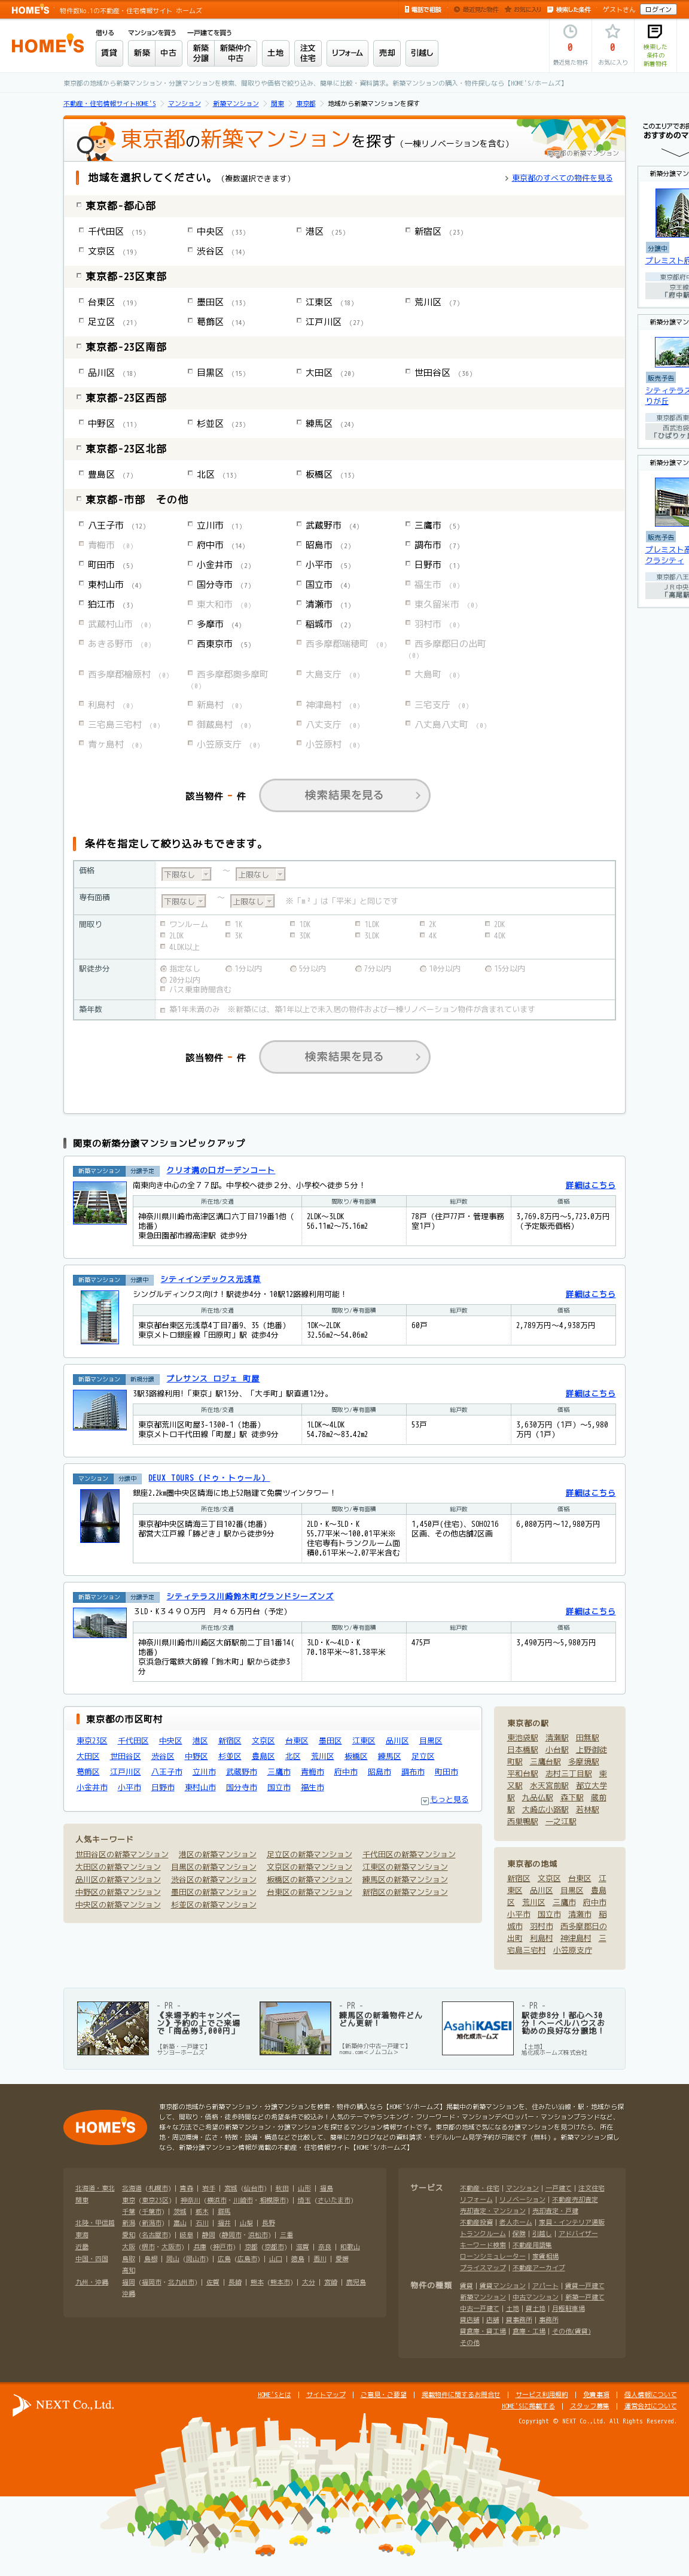 HOME'S 物件数No.1の不動産・住宅情報サイト ホームズ
電話で相談 最近見た物件 お気に入り 検索した条件 ゲストさん ログイン
HOME'S
借りる マンションを買う 一戸建てを買う
賃貸 新築 中古 新築分譲 新築仲介中古 土地 注文住宅 リフォーム 売却 引越し
0 最近見た物件
0 お気に入り
検索した条件の新着物件
東京都の地域から新築マンション・分譲マンションを検索。間取りや価格で絞り込み、簡単に比較・資料請求。新築マンションの購入・物件探しなら【HOME'S/ホームズ】
不動産・住宅情報サイトHOME'S マンション 新築マンション 関東 東京都 地域から新築マンションを探す
東京都の新築マンションを探す（一棟リノベーションを含む）
東京都の新築マンション
地域を選択してください。（複数選択できます）
東京都のすべての物件を見る
東京都-都心部
千代田区 (15) 中央区 (33) 港区 (25) 新宿区 (23)
文京区 (19) 渋谷区 (14)
東京都-23区東部
台東区 (19) 墨田区 (13) 江東区 (18) 荒川区 (7)
足立区 (21) 葛飾区 (14) 江戸川区 (27)
東京都-23区南部
品川区 (18) 目黒区 (15) 大田区 (28) 世田谷区 (36)
東京都-23区西部
中野区 (11) 杉並区 (23) 練馬区 (24)
東京都-23区北部
豊島区 (7) 北区 (13) 板橋区 (13)
東京都-市部 その他
八王子市 (12) 立川市 (1) 武蔵野市 (4) 三鷹市 (5)
青梅市 (0) 府中市 (14) 昭島市 (2) 調布市 (7)
町田市 (5) 小金井市 (2) 小平市 (5) 日野市 (1)
東村山市 (4) 国分寺市 (7) 国立市 (4) 福生市 (0)
狛江市 (3) 東大和市 (0) 清瀬市 (1) 東久留米市 (0)
武蔵村山市 (0) 多摩市 (4) 稲城市 (2) 羽村市 (0)
あきる野市 (0) 西東京市 (5) 西多摩郡瑞穂町 (0) 西多摩郡日の出町 (0)
西多摩郡檜原村 (0) 西多摩郡奥多摩町 (0) 大島支庁 (0) 大島町 (0)
利島村 (0) 新島村 (0) 神津島村 (0) 三宅支庁 (0)
三宅島三宅村 (0) 御蔵島村 (0) 八丈支庁 (0) 八丈島八丈町 (0)
青ヶ島村 (0) 小笠原支庁 (0) 小笠原村 (0)
該当物件 - 件 検索結果を見る
条件を指定して絞り込みもできます。
価格 下限なし ～ 上限なし
専有面積 下限なし ～ 上限なし ※「m²」は「平米」と同じです
間取り ワンルーム 1K 1DK 1LDK 2K 2DK
2LDK 3K 3DK 3LDK 4K 4DK
4LDK以上
駅徒歩分 指定なし 1分以内 5分以内 7分以内 10分以内 15分以内
20分以内
バス乗車時間含む
築年数 築1年未満のみ ※新築には、築1年以上で未入居の物件および一棟リノベーション物件が含まれています
該当物件 - 件 検索結果を見る
関東の新築分譲マンションピックアップ
新築マンション 分譲予定 クリオ溝の口ガーデンコート
南東向き中心の全７７邸。中学校へ徒歩２分、小学校へ徒歩５分！ 詳細はこちら
所在地/交通 間取り/専有面積 総戸数 価格
神奈川県川崎市高津区溝口六丁目719番1他（地番）
東急田園都市線高津駅 徒歩9分
2LDK～3LDK
56.11m2～75.16m2
78戸（住戸77戸・管理事務室1戸）
3,769.8万円～5,723.0万円（予定販売価格）
新築マンション 分譲中 シティインデックス元浅草
シングルディンクス向け！駅徒歩4分・10駅12路線利用可能！ 詳細はこちら
所在地/交通 間取り/専有面積 総戸数 価格
東京都台東区元浅草4丁目7番9、35（地番）
東京メトロ銀座線「田原町」駅 徒歩4分
1DK～2LDK
32.56m2～54.06m2
60戸
2,789万円～4,938万円
新築マンション 新規分譲 プレサンス ロジェ 町屋
3駅3路線利用!「東京」駅13分、「大手町」駅直通12分。 詳細はこちら
所在地/交通 間取り/専有面積 総戸数 価格
東京都荒川区町屋3-1300-1（地番)
東京メトロ千代田線「町屋」駅 徒歩9分
1LDK～4LDK
54.78m2～83.42m2
53戸
3,630万円（1戸）～5,980万円（1戸）
マンション 分譲中 DEUX TOURS（ドゥ・トゥール）
銀座2.2km圏中央区晴海に地上52階建て免震ツインタワー！ 詳細はこちら
所在地/交通 間取り/専有面積 総戸数 価格
東京都中央区晴海三丁目102番(地番)
都営大江戸線「勝どき」駅から徒歩9分
2LD・K～3LD・K
55.77平米～100.01平米※住宅専有トランクルーム面積0.61平米～2.07平米含む
1,450戸(住宅)、SOHO216区画、その他店舗2区画
6,080万円～12,980万円
新築マンション 分譲予定 シティテラス川崎鈴木町グランドシーズンズ
３LD・K３４９０万円 月々６万円台（予定） 詳細はこちら
所在地/交通 間取り/専有面積 総戸数 価格
神奈川県川崎市川崎区大師駅前二丁目1番14(地番)
京浜急行電鉄大師線「鈴木町」駅から徒歩3分
3LD・K～4LD・K
70.18平米～81.38平米
475戸
3,490万円～5,980万円
東京都の市区町村
東京23区 千代田区 中央区 港区 新宿区 文京区 台東区 墨田区 江東区 品川区 目黒区
大田区 世田谷区 渋谷区 中野区 杉並区 豊島区 北区 荒川区 板橋区 練馬区 足立区
葛飾区 江戸川区 八王子市 立川市 武蔵野市 三鷹市 青梅市 府中市 昭島市 調布市 町田市
小金井市 小平市 日野市 東村山市 国分寺市 国立市 福生市
もっと見る
人気キーワード
世田谷区の新築マンション 港区の新築マンション 足立区の新築マンション 千代田区の新築マンション
大田区の新築マンション 目黒区の新築マンション 文京区の新築マンション 江東区の新築マンション
品川区の新築マンション 渋谷区の新築マンション 板橋区の新築マンション 練馬区の新築マンション
中野区の新築マンション 墨田区の新築マンション 台東区の新築マンション 新宿区の新築マンション
中央区の新築マンション 杉並区の新築マンション
東京都の駅
東池袋駅 清瀬駅 田無駅
日本橋駅 小台駅 上野御徒
町駅 三鷹台駅 多摩境駅
平和台駅 志村三丁目駅 東
又駅 水天宮前駅 都立大学
駅 九品仏駅 森下駅 蔵前
駅 大崎広小路駅 若林駅
西巣鴨駅 一之江駅
東京都の地域
新宿区 文京区 台東区 江
東区 品川区 目黒区 豊島
区 荒川区 三鷹市 府中市
小平市 国立市 清瀬市 稲
城市 羽村市 西多摩郡日の
出町 利島村 神津島村 三
宅島三宅村 小笠原支庁
- PR -
《来場予約キャンペーン》予約の上でご来場で「商品券3,000円」
【新築・一戸建て】
サンヨーホームズ
- PR -
練馬区の新着物件どんどん更新！
【新築仲介中古一戸建て】
nomu.com<ノムコム>
AsahiKASEI 旭化成ホームズ
- PR -
駅徒歩8分！都心へ30分！ヘーベルハウスお勧めの良好な分譲地！
【土地】
旭化成ホームズ株式会社
HOME'S
東京都の地域から新築マンション・分譲マンションを検索・物件の購入なら【HOME'S/ホームズ】掲載中の新築マンションを、住みたい沿線・駅・地域から探して、間取り・価格・徒歩時間などの希望条件で絞込み！人気のテーマやランキング・フリーワード・マンションデベロッパー・マンションブランドなど、様々な方法でご希望の新築マンション・分譲マンションを探せるマンション情報サイトです。東京都の地域で気になる分譲マンションを見つけたら、所在地・周辺環境・広さ・特徴・設備・構造などで比較して、簡単にカタログなどの資料請求・モデルルーム見学予約が可能です（無料）。新築マンション探しなら、新築分譲マンション情報が満載の不動産・住宅情報サイト【HOME'S/ホームズ】
北海道・東北 北海道 (札幌市) | 青森 | 岩手 | 宮城 (仙台市) | 秋田 | 山形 | 福島
関東 東京 (東京23区) | 神奈川 (横浜市・川崎市・相模原市) | 埼玉 (さいたま市)
千葉 (千葉市) | 茨城 | 栃木 | 群馬
北陸・甲信越 新潟 (新潟市) | 富山 | 石川 | 福井 | 山梨 | 長野
東海 愛知 (名古屋市) | 岐阜 | 静岡 (静岡市・浜松市) | 三重
近畿 大阪 (堺市・大阪市) | 兵庫 (神戸市) | 京都 (京都市) | 滋賀 | 奈良 | 和歌山
中国・四国 鳥取 | 島根 | 岡山 (岡山市) | 広島 (広島市) | 山口 | 徳島 | 香川 | 愛媛
高知
九州・沖縄 福岡 (福岡市・北九州市) | 佐賀 | 長崎 | 熊本 (熊本市) | 大分 | 宮崎 | 鹿児島
沖縄
サービス 不動産・住宅 | マンション | 一戸建て | 注文住宅
リフォーム | リノベーション | 不動産売却査定
売却査定・マンション | 売却査定・戸建
不動産投資 | 老人ホーム | 家具・インテリア通販
トランクルーム | 保険 | 引越し | アドバイザー
キーワード検索 | 不動産用語集
ローンシミュレーター | 家賃相場
プライスマップ | 不動産アーカイブ
物件の種類 賃貸 | 賃貸マンション | アパート | 賃貸一戸建て
新築マンション | 中古マンション | 新築一戸建て
中古一戸建て | 土地 | 貸土地 | 月極駐車場
貸店舗 | 店舗 | 貸事務所 | 事務所
貸倉庫・貸工場 | 倉庫・工場 | その他(賃貸)
その他
NEXT Co.,Ltd.
HOME'Sとは | サイトマップ | ご意見・ご要望 | 掲載物件に関するお問合せ | サービス利用規約 | 免責事項 | 個人情報について
HOME'Sに掲載する | スタッフ募集 | 運営会社について
Copyright © NEXT Co.,Ltd. All Rights Reserved.
このエリアでお探
おすすめのマ
新築分譲マン
分譲中
プレミスト府
東京都府中
京王線
「府中駅
新築分譲マン
販売予告
シティテラス
りが丘
東京都西東
西武池袋
「ひばりヶ
新築分譲マン
販売予告
プレミスト高
クラシティ
東京都八王
ＪＲ中央
「高尾駅